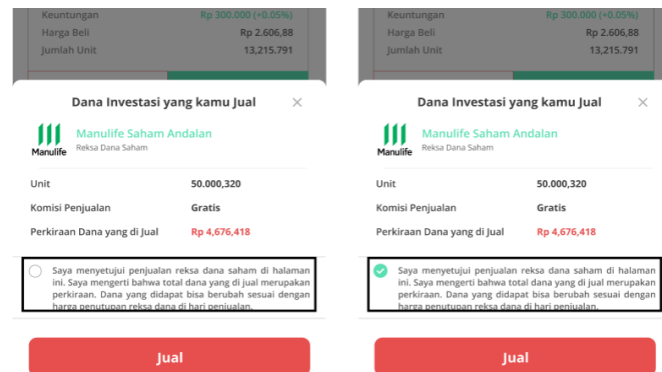 Keuntungan Rp 300.000 (+0.05%)
Harga Beli Rp 2.606,88
Jumlah Unit 13,215.791
Dana Investasi yang kamu Jual
Manulife
Manulife Saham Andalan
Reksa Dana Saham
Unit 50.000,320
Komisi Penjualan Gratis
Perkiraan Dana yang di Jual Rp 4,676,418
Saya menyetujui penjualan reksa dana saham di halaman
ini. Saya mengerti bahwa total dana yang di jual merupakan
perkiraan. Dana yang didapat bisa berubah sesuai dengan
harga penutupan reksa dana di hari penjualan.
Jual
Keuntungan Rp 300.000 (+0.05%)
Harga Beli Rp 2.606,88
Jumlah Unit 13,215.791
Dana Investasi yang kamu Jual
Manulife
Manulife Saham Andalan
Reksa Dana Saham
Unit 50.000,320
Komisi Penjualan Gratis
Perkiraan Dana yang di Jual Rp 4,676,418
Saya menyetujui penjualan reksa dana saham di halaman
ini. Saya mengerti bahwa total dana yang di jual merupakan
perkiraan. Dana yang didapat bisa berubah sesuai dengan
harga penutupan reksa dana di hari penjualan.
Jual